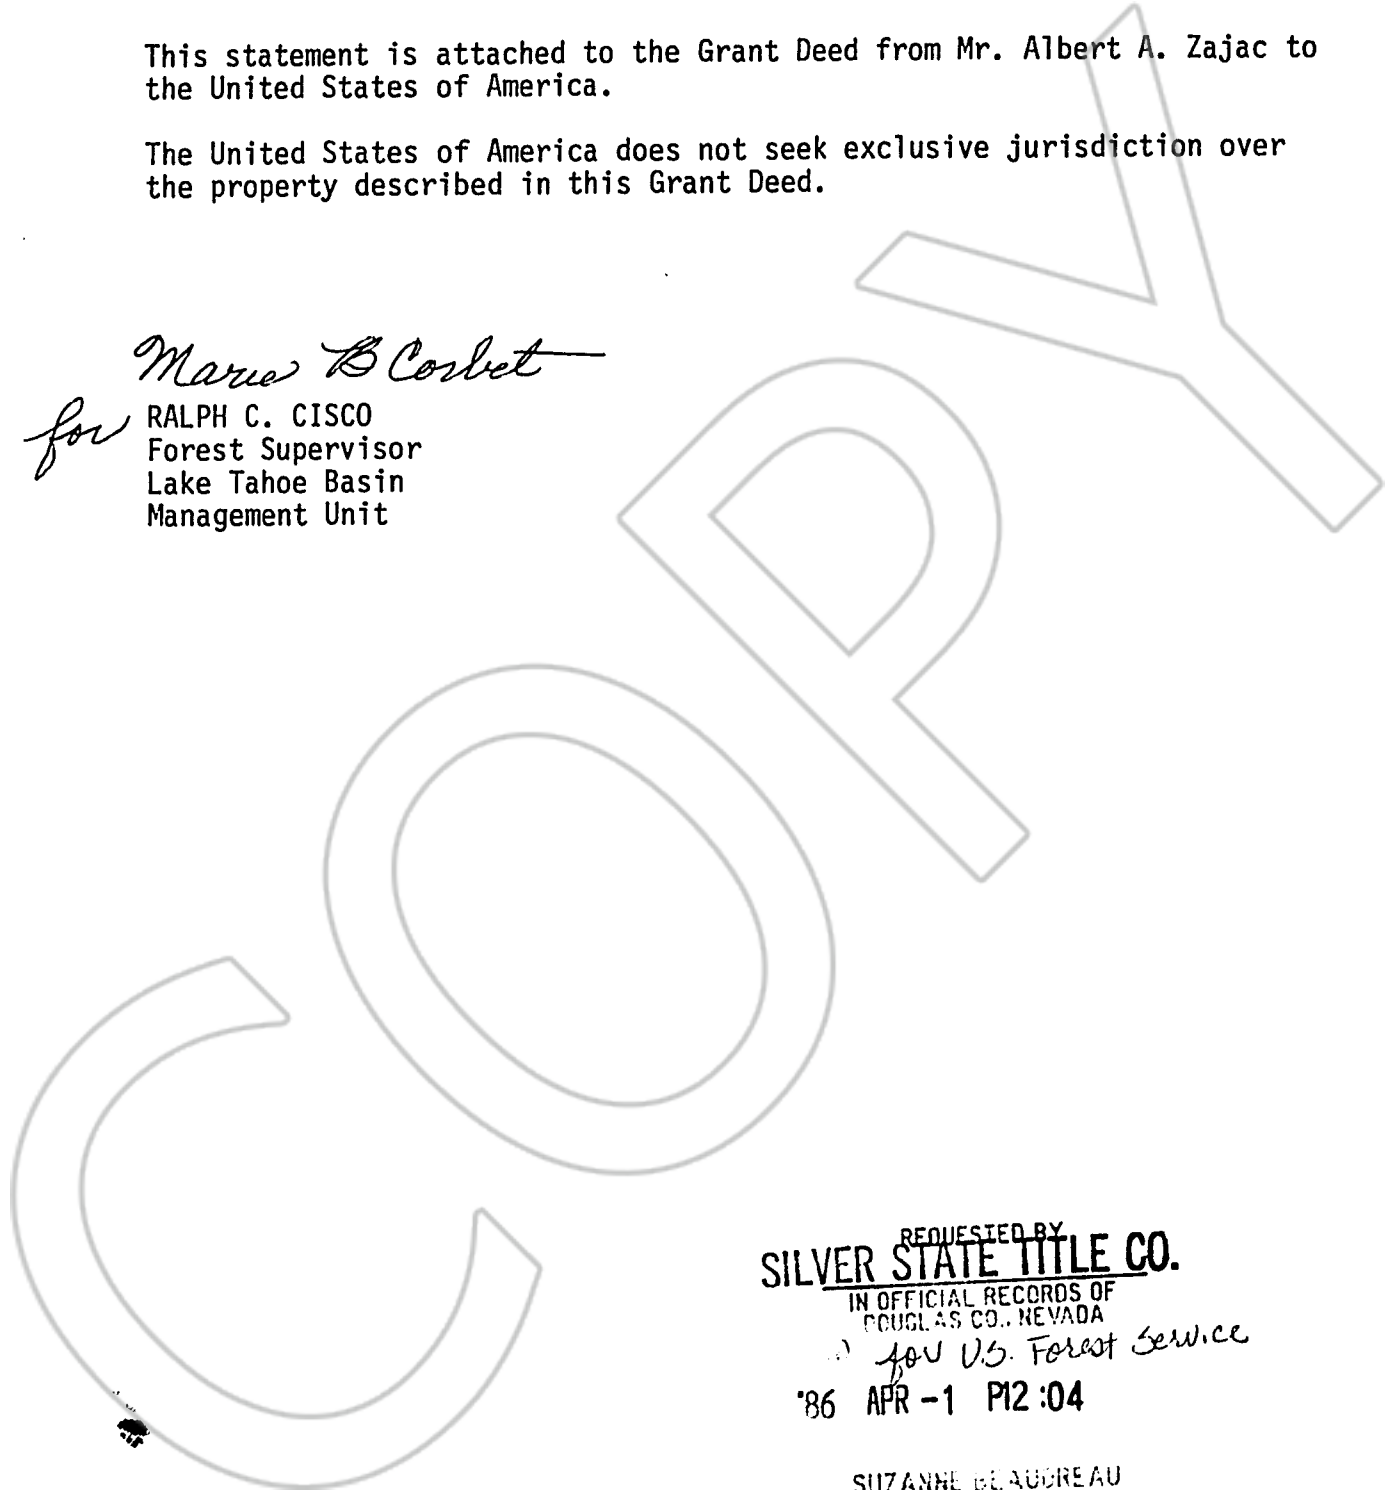 This statement is attached to the Grant Deed from Mr. Albert A. Zajac to
the United States of America.
The United States of America does not seek exclusive jurisdiction over
the property described in this Grant Deed.
Marie B Corbet
for RALPH C. CISCO
Forest Supervisor
Lake Tahoe Basin
Management Unit
COPY
REQUESTED BY
SILVER STATE TITLE CO.
IN OFFICIAL RECORDS OF
DOUGLAS CO., NEVADA
for U.S. Forest Service
'86 APR -1 P12:04
SUZANNE BEAUDREAU